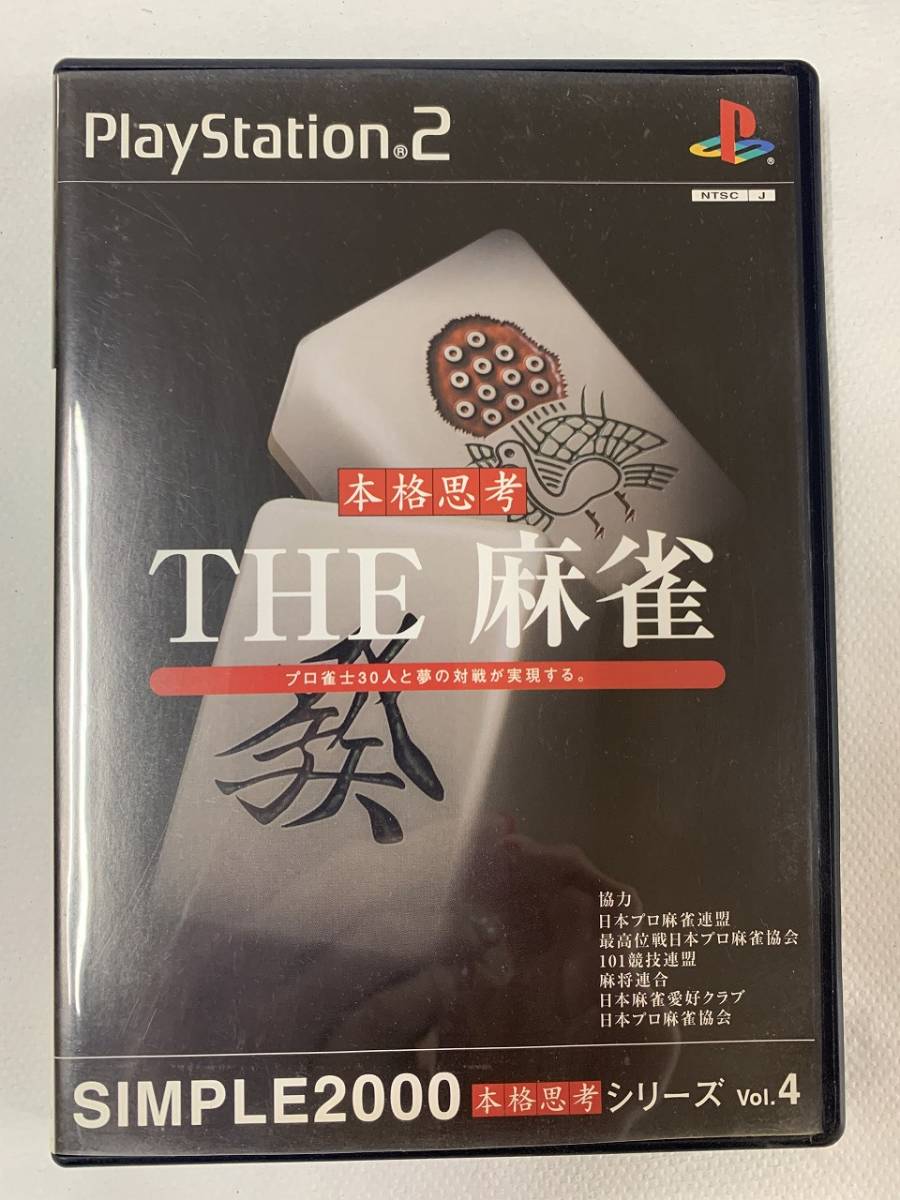 PlayStation®2
NTSC J
本格思考
THE 麻雀
プロ雀士30人と夢の対戦が実現する。
發
協力
日本プロ麻雀連盟
最高位戦日本プロ麻雀協会
101競技連盟
麻将連合
日本麻雀愛好クラブ
日本プロ麻雀協会
SIMPLE2000 本格思考シリーズ Vol.4